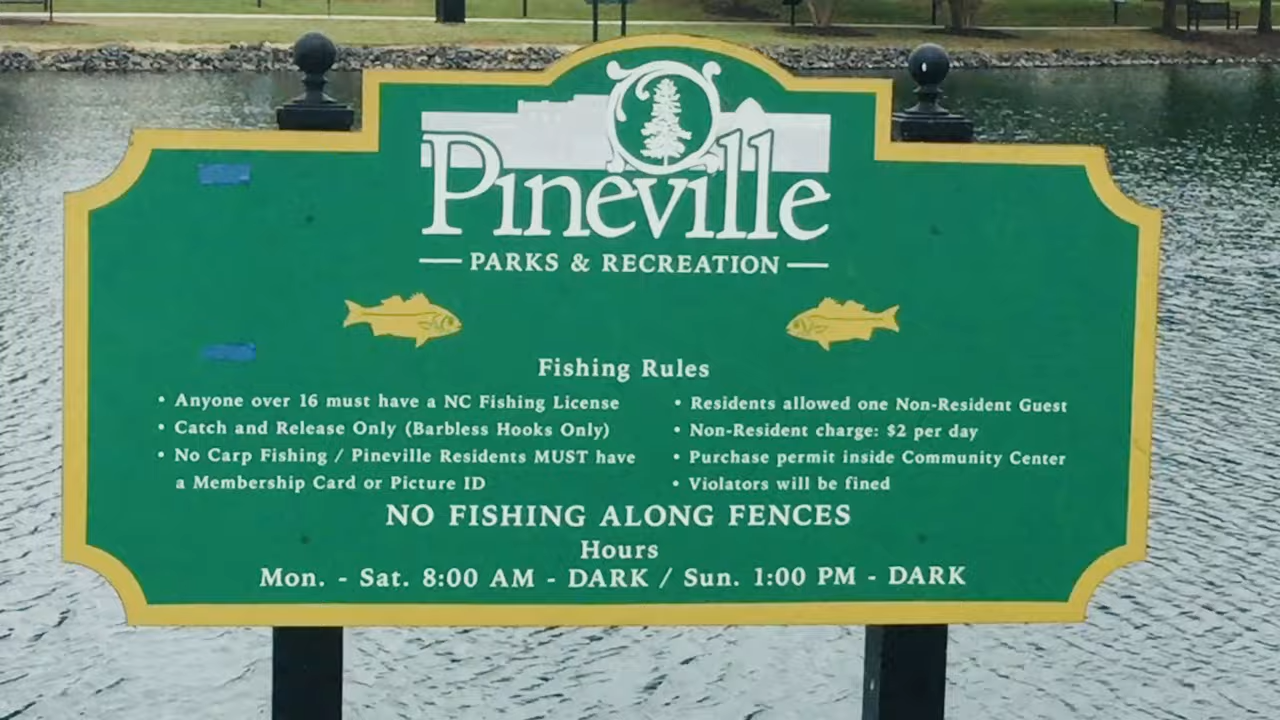 Pineville
PARKS & RECREATION
Fishing Rules
• Anyone over 16 must have a NC Fishing License
• Catch and Release Only (Barbless Hooks Only)
• No Carp Fishing / Pineville Residents MUST have
a Membership Card or Picture ID
• Residents allowed one Non-Resident Guest
• Non-Resident charge: $2 per day
• Purchase permit inside Community Center
• Violators will be fined
NO FISHING ALONG FENCES
Hours
Mon. - Sat. 8:00 AM - DARK / Sun. 1:00 PM - DARK